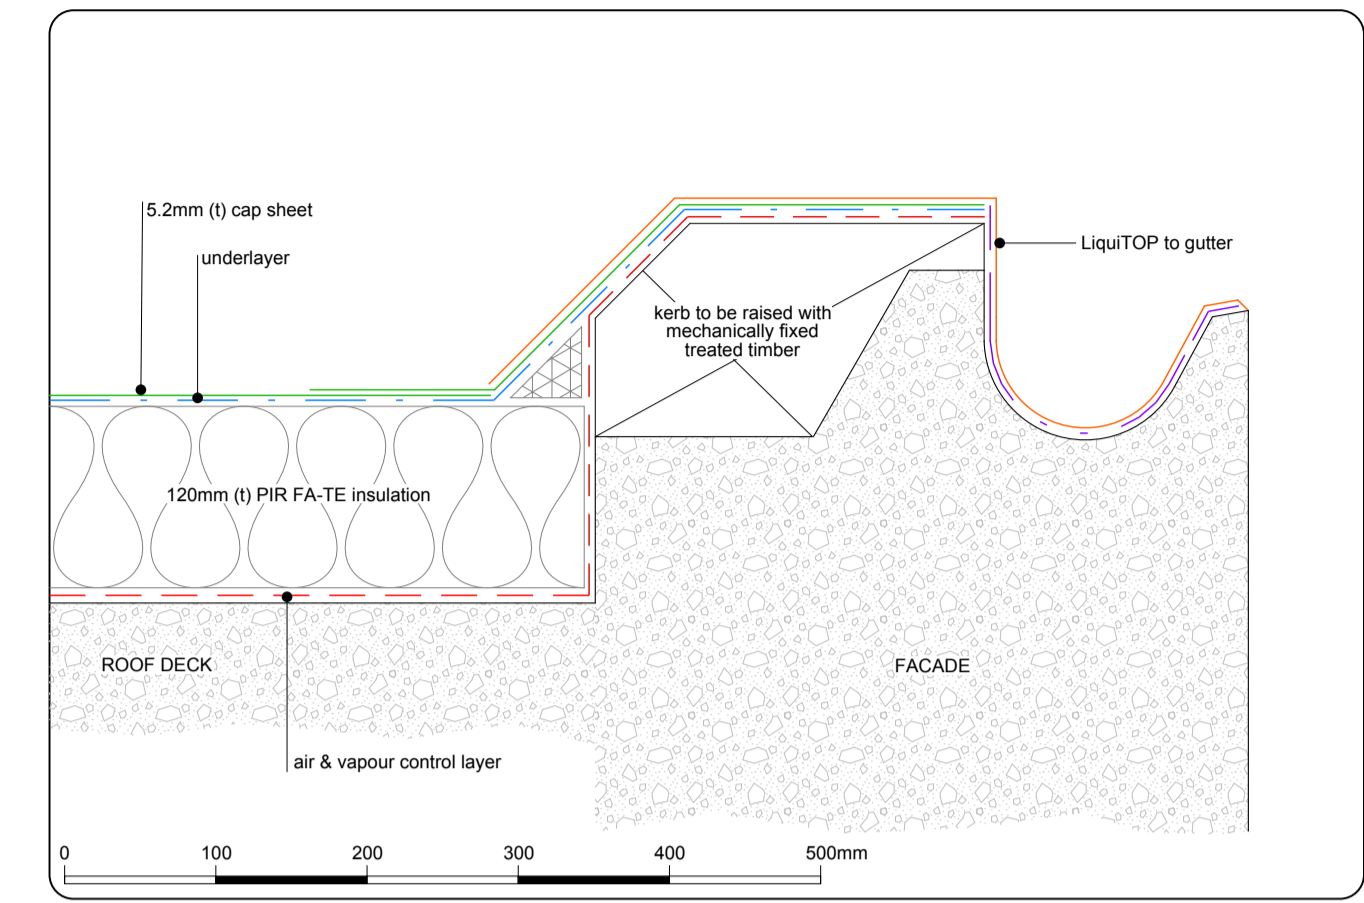 5.2mm (t) cap sheet
underlayer
LiquiTOP to gutter
kerb to be raised with
mechanically fixed
treated timber
120mm (t) PIR FA-TE insulation
ROOF DECK
FACADE
air & vapour control layer
0 100 200 300 400 500mm